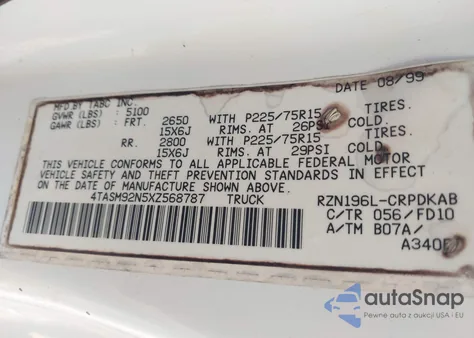 MFD. BY TABC INC. DATE 08/99
GVWR (LBS) : 5100
GAWR (LBS) : FRT. 2650 WITH P225/75R15 TIRES.
15X6J RIMS. AT 26PSI COLD.
RR. 2800 WITH P225/75R15 TIRES.
15X6J RIMS. AT 29PSI COLD.
THIS VEHICLE CONFORMS TO ALL APPLICABLE FEDERAL MOTOR
VEHICLE SAFETY AND THEFT PREVENTION STANDARDS IN EFFECT
ON THE DATE OF MANUFACTURE SHOWN ABOVE.
4TASM92N5XZ568787 TRUCK
RZN196L-CRPDKAB
C/TR 056/FD10
A/TM B07A/
A340E
autoSnap
Pewne auto z aukcji USA - EU